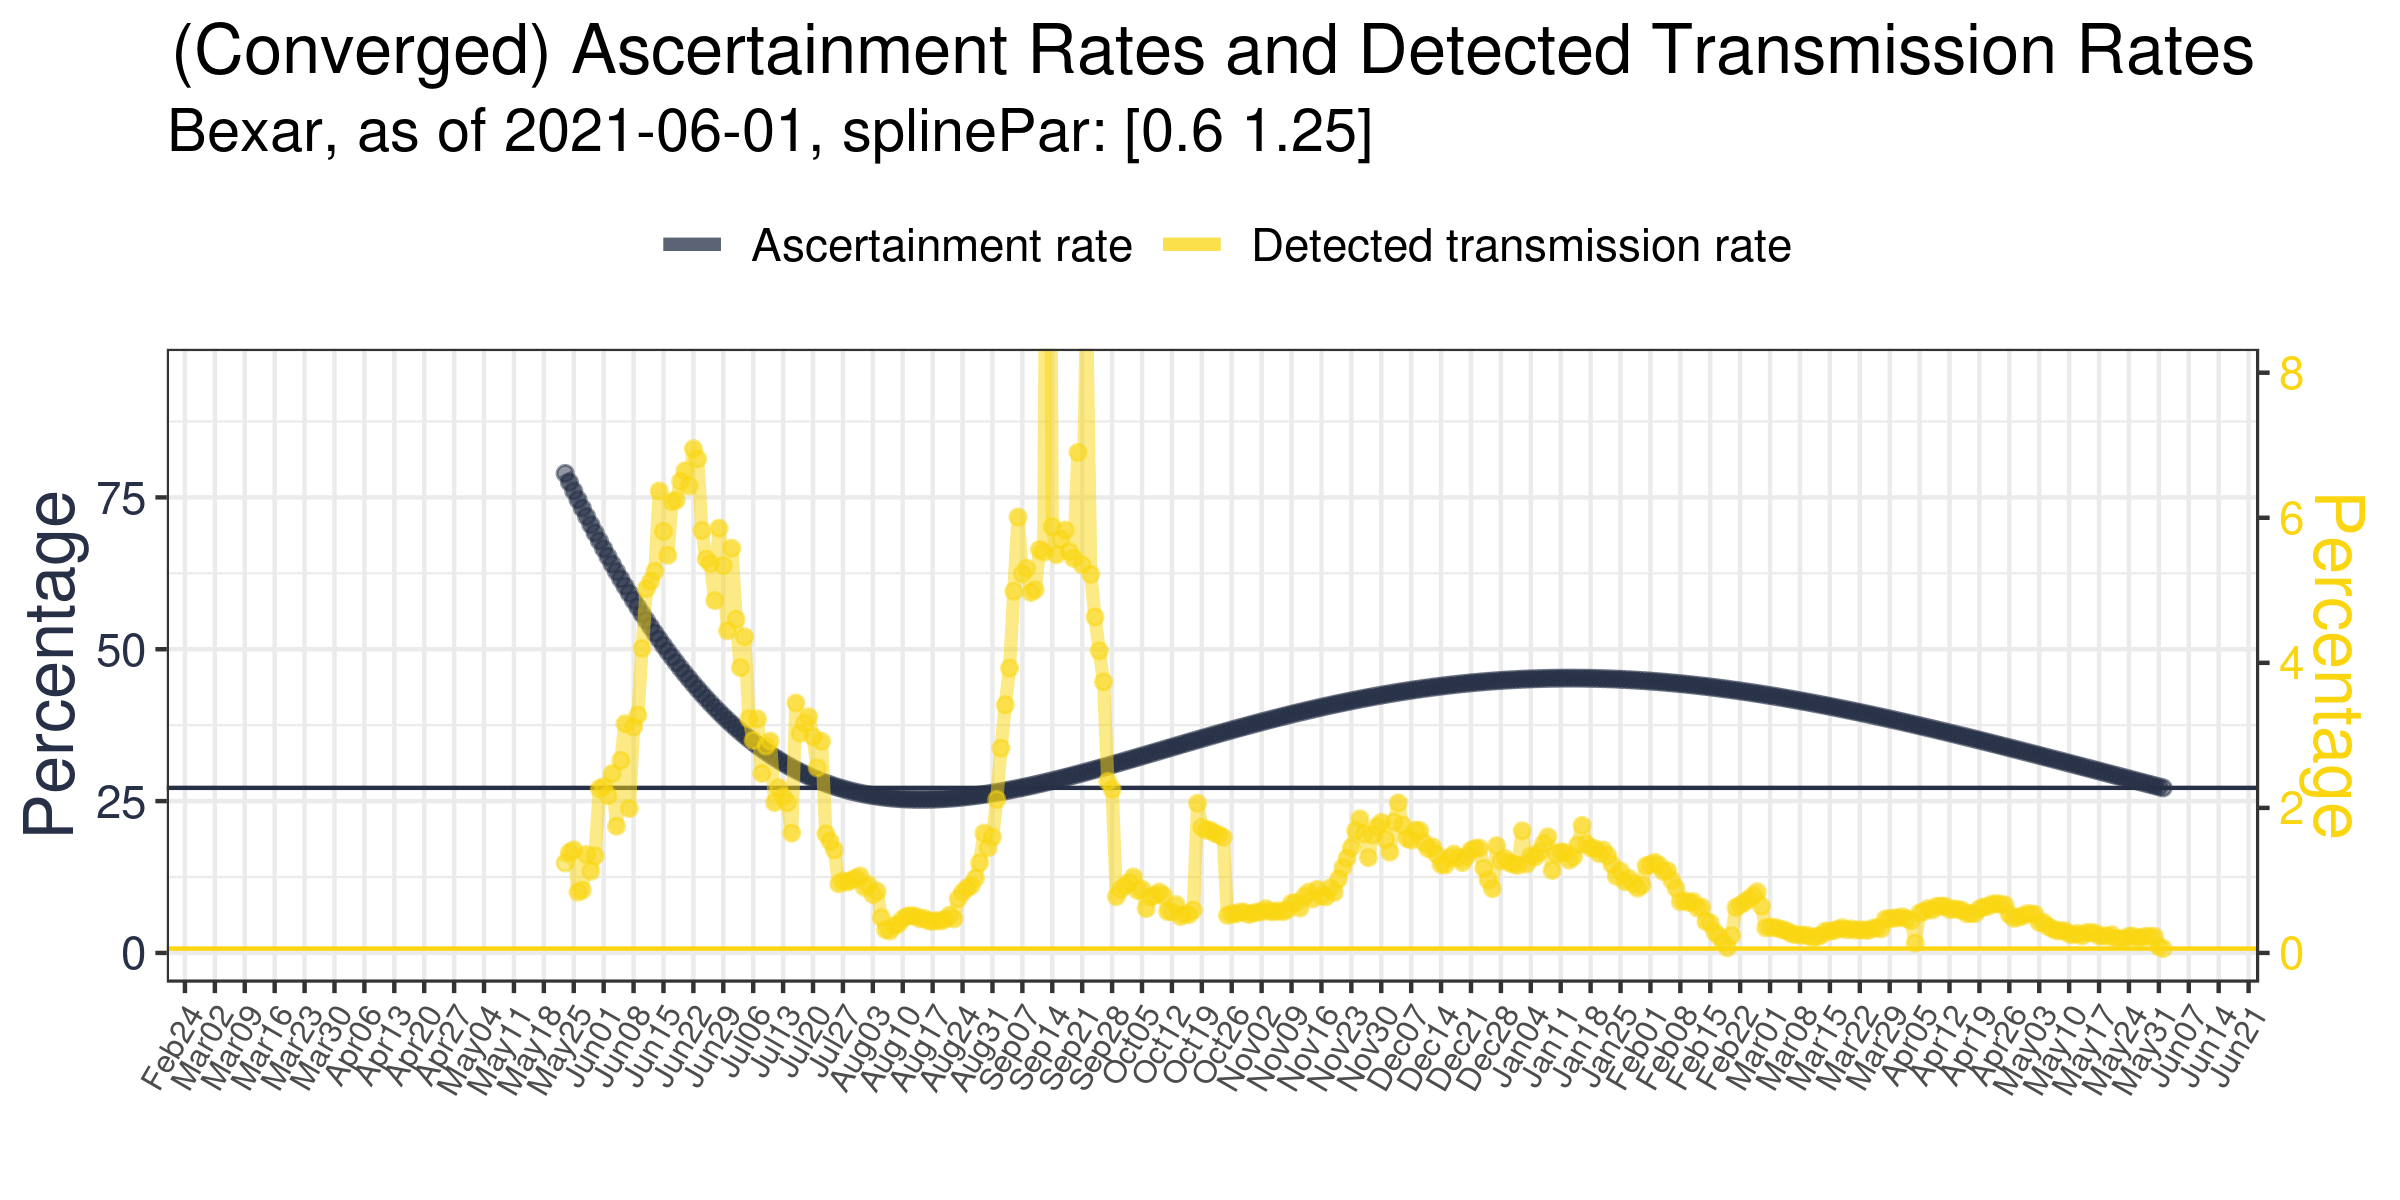 (Converged) Ascertainment Rates and Detected Transmission Rates
Bexar, as of 2021-06-01, splinePar: [0.6 1.25]
Ascertainment rate
Detected transmission rate
Percentage
75
50
25
0
8
6
4
2
0
Percentage
Feb24
Mar02
Mar09
Mar16
Mar23
Mar30
Apr06
Apr13
Apr20
Apr27
May04
May11
May18
May25
Jun01
Jun08
Jun15
Jun22
Jun29
Jul06
Jul13
Jul20
Jul27
Aug03
Aug10
Aug17
Aug24
Aug31
Sep07
Sep14
Sep21
Sep28
Oct05
Oct12
Oct19
Oct26
Nov02
Nov09
Nov16
Nov23
Nov30
Dec07
Dec14
Dec21
Dec28
Jan04
Jan11
Jan18
Jan25
Feb01
Feb08
Feb15
Feb22
Mar01
Mar08
Mar15
Mar22
Mar29
Apr05
Apr12
Apr19
Apr26
May03
May10
May17
May24
May31
Jun07
Jun14
Jun21